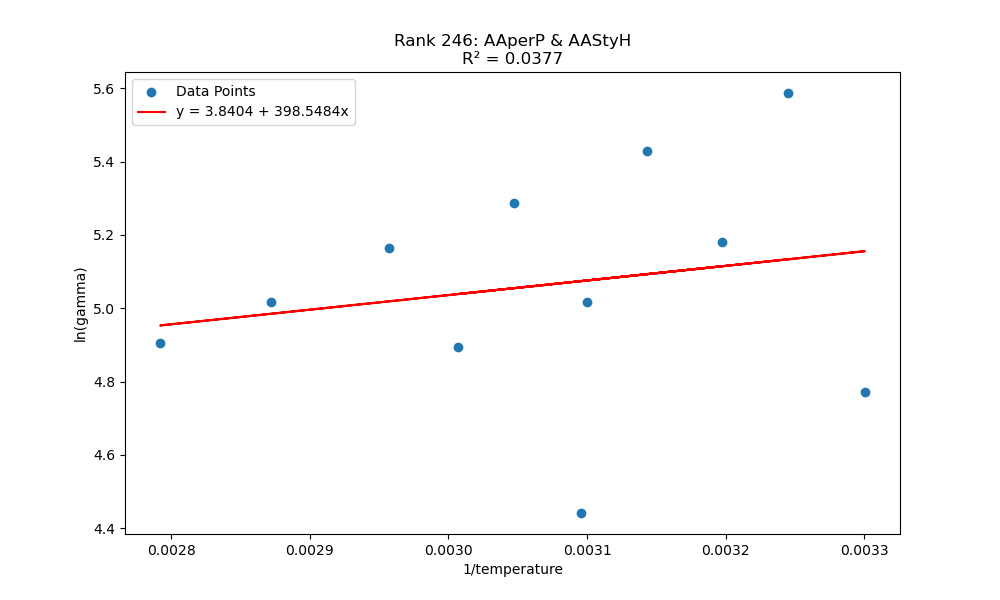 Rank 246: AAperP & AAStyH
R² = 0.0377
Data Points
y = 3.8404 + 398.5484x
5.6
5.4
5.2
5.0
4.8
4.6
4.4
ln(gamma)
0.0028
0.0029
0.0030
0.0031
0.0032
0.0033
1/temperature